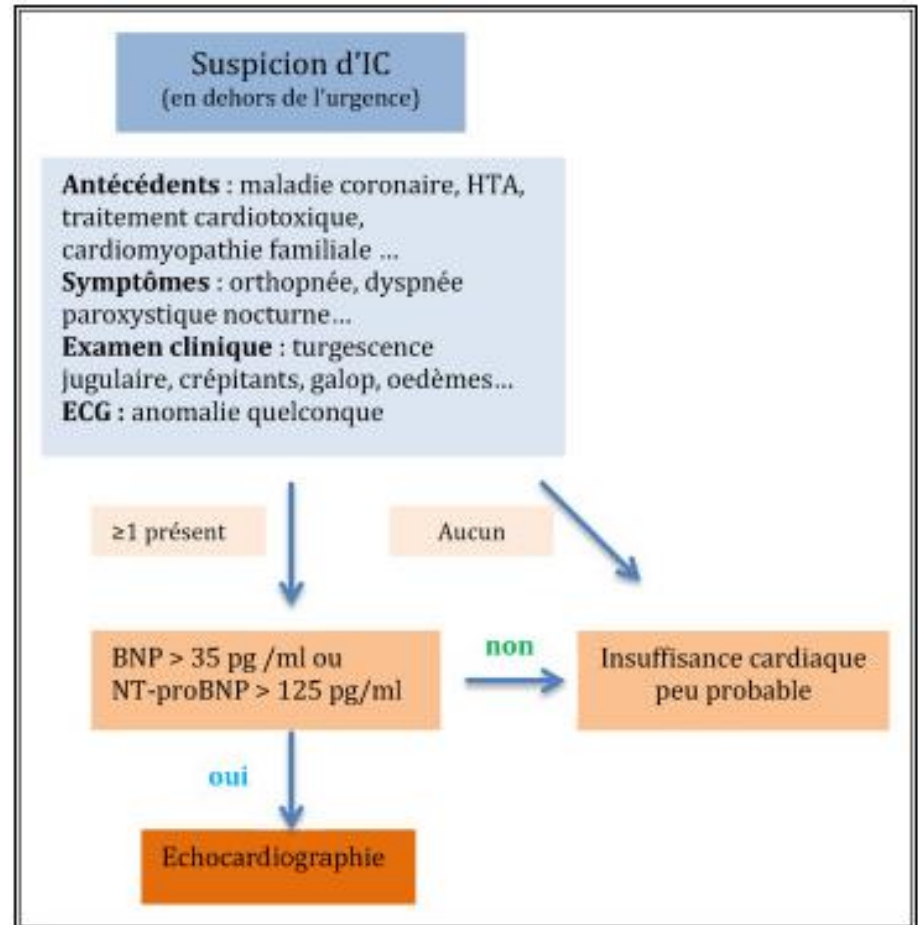 Suspicion d'IC
(en dehors de l'urgence)
Antécédents : maladie coronaire, HTA,
traitement cardiotoxique,
cardiomyopathie familiale ...
Symptômes : orthopnée, dyspnée
paroxystique nocturne...
Examen clinique : turgescence
jugulaire, crépitants, galop, oedèmes...
ECG : anomalie quelconque
≥1 présent
Aucun
BNP > 35 pg /ml ou
NT-proBNP > 125 pg/ml
non
Insuffisance cardiaque
peu probable
oui
Echocardiographie